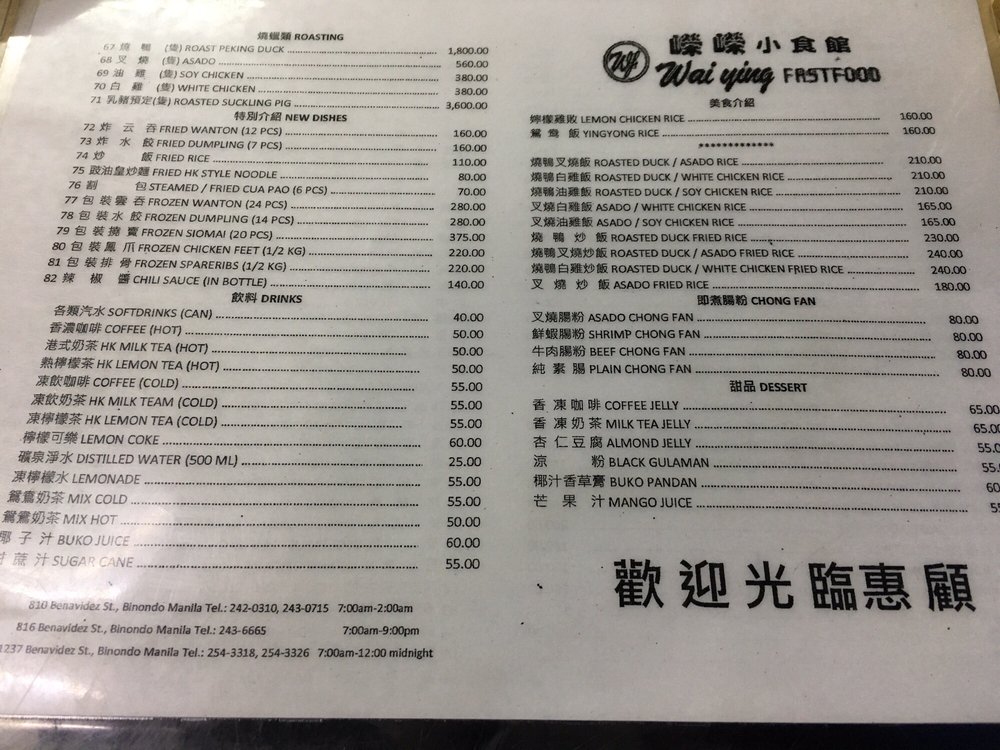 燒蠟類 ROASTING
67 燒 鴨 (隻) ROAST PEKING DUCK 1,800.00
68 叉 燒 (隻) ASADO 560.00
69 油 雞 (隻) SOY CHICKEN 380.00
70 白 雞 (隻) WHITE CHICKEN 380.00
71 乳豬預定(隻) ROASTED SUCKLING PIG 3,600.00
特別介紹 NEW DISHES
72 炸 云 吞 FRIED WANTON (12 PCS) 160.00
73 炸 水 餃 FRIED DUMPLING (7 PCS) 160.00
74 炒 飯 FRIED RICE 110.00
75 豉油皇炒麵 FRIED HK STYLE NOODLE 80.00
76 割 包 STEAMED / FRIED CUA PAO (6 PCS) 70.00
77 包 裝 雲 吞 FROZEN WANTON (24 PCS) 280.00
78 包 裝 水 餃 FROZEN DUMPLING (14 PCS) 280.00
79 包 裝 燒 賣 FROZEN SIOMAI (20 PCS) 375.00
80 包 裝 鳳 爪 FROZEN CHICKEN FEET (1/2 KG) 220.00
81 包 裝 排 骨 FROZEN SPARERIBS (1/2 KG) 220.00
82 辣 椒 醬 CHILI SAUCE (IN BOTTLE) 140.00
飲料 DRINKS
各類汽水 SOFTDRINKS (CAN) 40.00
香濃咖啡 COFFEE (HOT) 50.00
港式奶茶 HK MILK TEA (HOT) 50.00
熱檸檬茶 HK LEMON TEA (HOT) 50.00
凍飲咖啡 COFFEE (COLD) 55.00
凍飲奶茶 HK MILK TEAM (COLD) 55.00
凍檸檬茶 HK LEMON TEA (COLD) 55.00
檸檬可樂 LEMON COKE 60.00
礦泉淨水 DISTILLED WATER (500 ML) 25.00
凍檸檬水 LEMONADE 55.00
鴛鴦奶茶 MIX COLD 55.00
鴛鴦奶茶 MIX HOT 50.00
椰 子 汁 BUKO JUICE 60.00
甘 蔗 汁 SUGAR CANE 55.00
810 Benavidez St., Binondo Manila Tel.: 242-0310, 243-0715 7:00am-2:00am
816 Benavidez St., Binondo Manila Tel.: 243-6665 7:00am-9:00pm
1237 Benavidez St., Binondo Manila Tel.: 254-3318, 254-3326 7:00am-12:00 midnight
嶸嶸小食館
Wai ying FASTFOOD
美食介紹
檸檬雞 LEMON CHICKEN RICE 160.00
鴛 鴦 飯 YINGYONG RICE 160.00
*************
燒鴨叉燒飯 ROASTED DUCK / ASADO RICE 210.00
燒鴨白雞飯 ROASTED DUCK / WHITE CHICKEN RICE 210.00
燒鴨油雞飯 ROASTED DUCK / SOY CHICKEN RICE 210.00
叉燒白雞飯 ASADO / WHITE CHICKEN RICE 165.00
叉燒油雞飯 ASADO / SOY CHICKEN RICE 165.00
燒 鴨 炒 飯 ROASTED DUCK FRIED RICE 230.00
燒鴨叉燒炒飯 ROASTED DUCK / ASADO FRIED RICE 240.00
燒鴨白雞炒飯 ROASTED DUCK / WHITE CHICKEN FRIED RICE 240.00
叉 燒 炒 飯 ASADO FRIED RICE 180.00
即煮腸粉 CHONG FAN
叉燒腸粉 ASADO CHONG FAN 80.00
鮮蝦腸粉 SHRIMP CHONG FAN 80.00
牛肉腸粉 BEEF CHONG FAN 80.00
純 素 腸 PLAIN CHONG FAN 80.00
甜品 DESSERT
香 凍 咖 啡 COFFEE JELLY 65.00
香 凍 奶 茶 MILK TEA JELLY 65.00
杏 仁 豆 腐 ALMOND JELLY 55.0
涼 粉 BLACK GULAMAN 55.
椰汁香草膏 BUKO PANDAN 60
芒 果 汁 MANGO JUICE 55
歡迎光臨惠顧